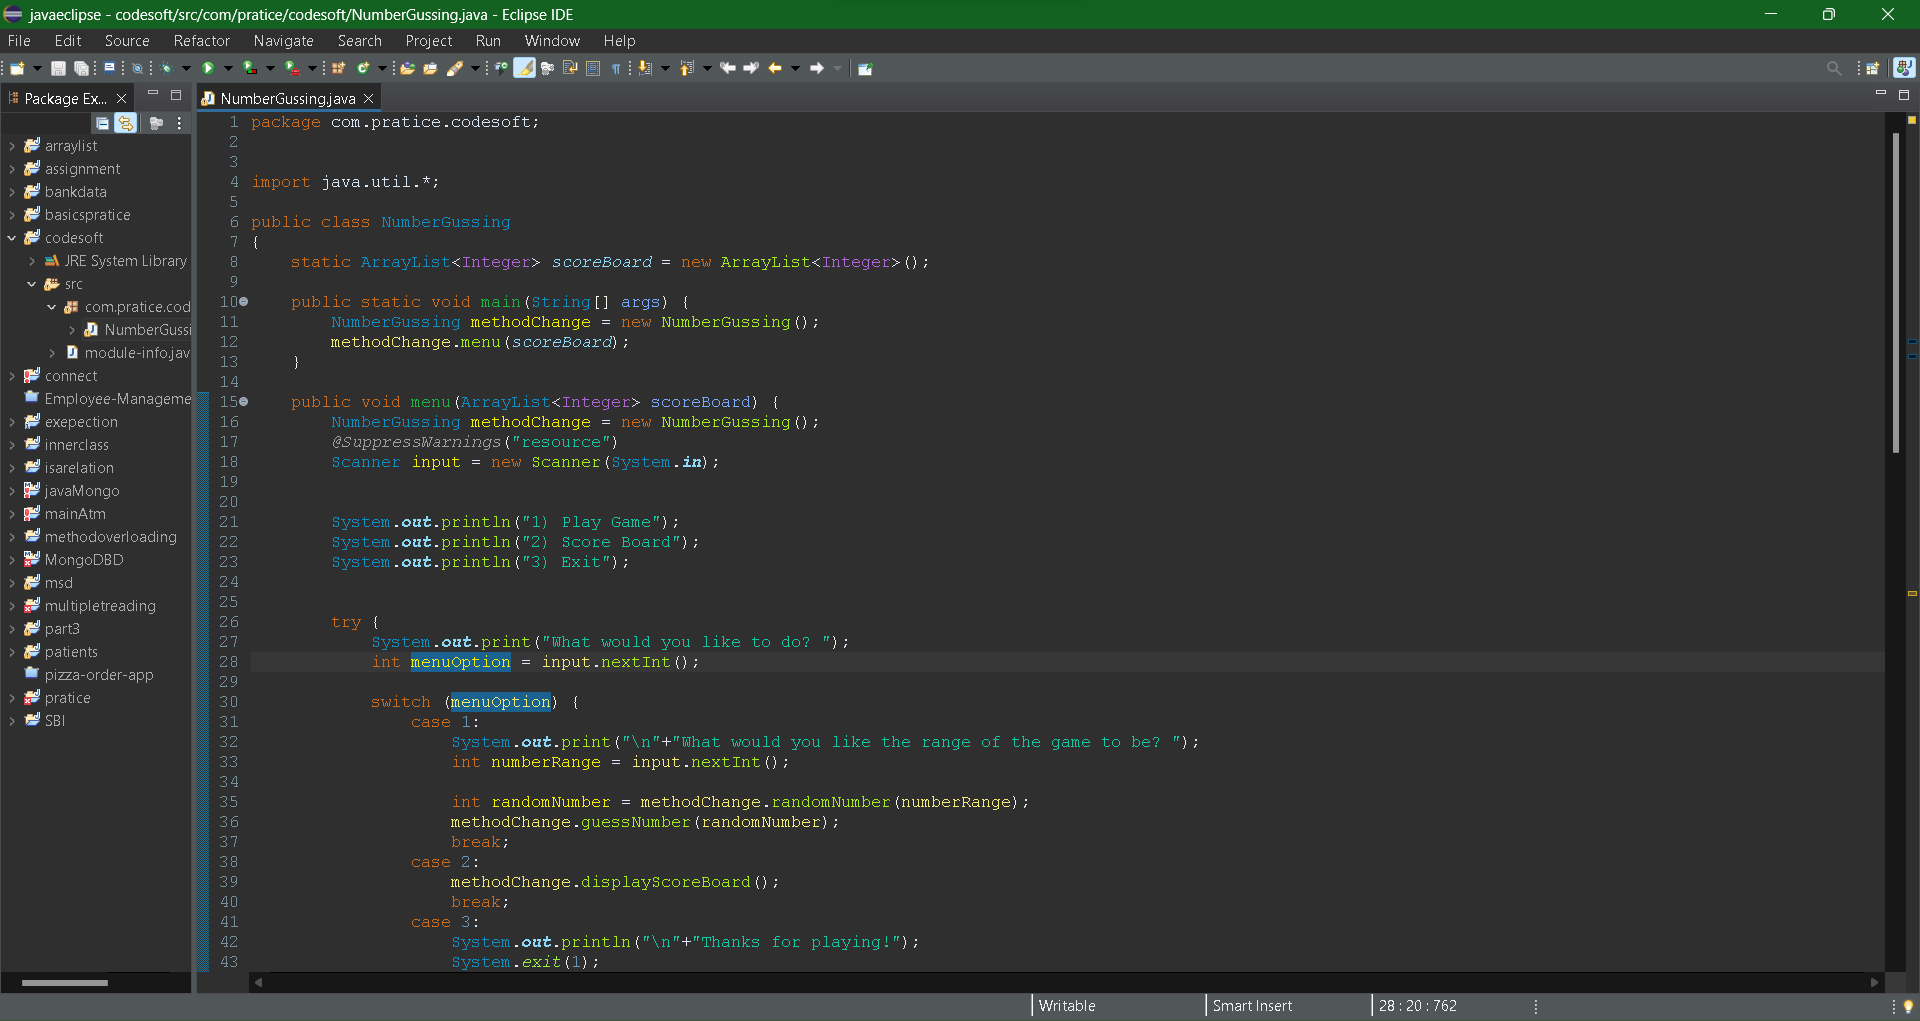 javaeclipse - codesoft/src/com/pratice/codesoft/NumberGussing.java - Eclipse IDE
File Edit Source Refactor Navigate Search Project Run Window Help
Package Ex...
NumberGussing.java
arraylist
assignment
bankdata
basicspratice
codesoft
JRE System Library
src
com.pratice.cod
NumberGussi
module-info.jav
connect
Employee-Manageme
exepection
innerclass
isarelation
javaMongo
mainAtm
methodoverloading
MongoDBD
msd
multipletreading
part3
patients
pizza-order-app
pratice
SBI
1 package com.pratice.codesoft;
2
3
4 import java.util.*;
5
6 public class NumberGussing
7 {
8 static ArrayList<Integer> scoreBoard = new ArrayList<Integer>();
9
10 public static void main(String[] args) {
11 NumberGussing methodChange = new NumberGussing();
12 methodChange.menu(scoreBoard);
13 }
14
15 public void menu(ArrayList<Integer> scoreBoard) {
16 NumberGussing methodChange = new NumberGussing();
17 @SuppressWarnings("resource")
18 Scanner input = new Scanner(System.in);
19
20
21 System.out.println("1) Play Game");
22 System.out.println("2) Score Board");
23 System.out.println("3) Exit");
24
25
26 try {
27 System.out.print("What would you like to do? ");
28 int menuOption = input.nextInt();
29
30 switch (menuOption) {
31 case 1:
32 System.out.print("\n"+"What would you like the range of the game to be? ");
33 int numberRange = input.nextInt();
34
35 int randomNumber = methodChange.randomNumber(numberRange);
36 methodChange.guessNumber(randomNumber);
37 break;
38 case 2:
39 methodChange.displayScoreBoard();
40 break;
41 case 3:
42 System.out.println("\n"+"Thanks for playing!");
43 System.exit(1);
Writable Smart Insert 28 : 20 : 762